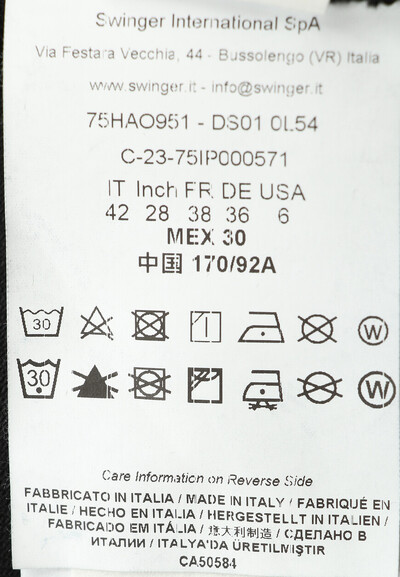 Swinger International SpA
Via Festara Vecchia, 44 - Bussolengo (VR) Italia
www.swinger.it - info@swinger.it
75HAO951 - DS01 0L54
C-23-75IP000571
IT Inch FR DE USA
42 28 38 36 6
MEX 30
中国 170/92A
30 W
30 W
Care Information on Reverse Side
FABBRICATO IN ITALIA / MADE IN ITALY / FABRIQUÉ EN
ITALIE / HECHO EN ITALIA / HERGESTELLT IN ITALIEN /
FABRICADO EM ITÁLIA / 意大利制造 / СДЕЛАНО В
ИТАЛИИ / ITALYA'DA ÜRETILMIŞTIR
CA50584